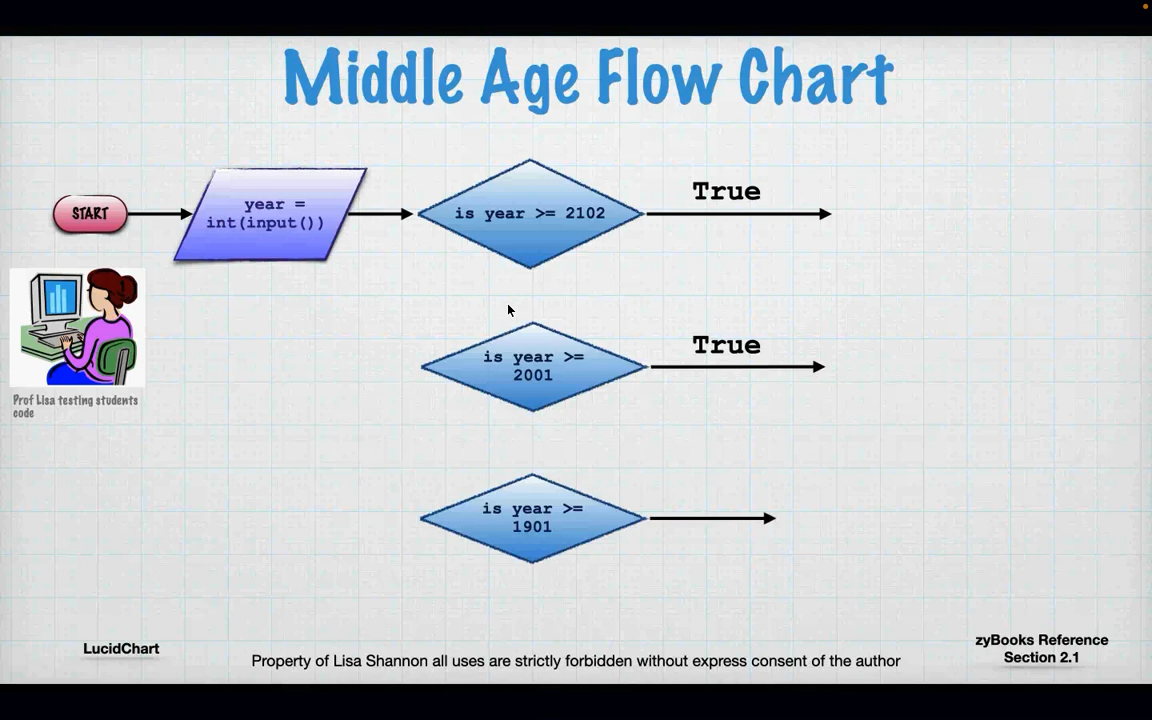 Middle Age Flow Chart
START
year =
int(input())
is year >= 2102
True
Prof Lisa testing students
code
is year >=
2001
True
is year >=
1901
LucidChart
Property of Lisa Shannon all uses are strictly forbidden without express consent of the author
zyBooks Reference
Section 2.1